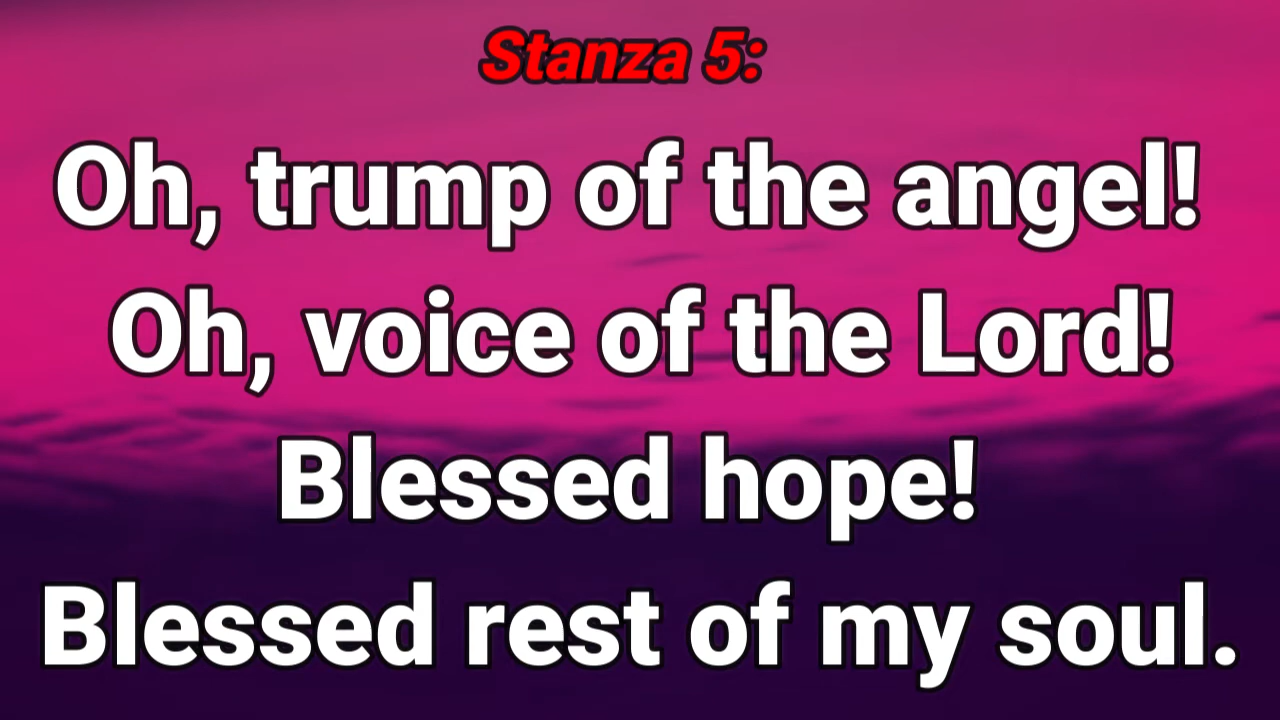 Stanza 5:
Oh, trump of the angel!
Oh, voice of the Lord!
Blessed hope!
Blessed rest of my soul.